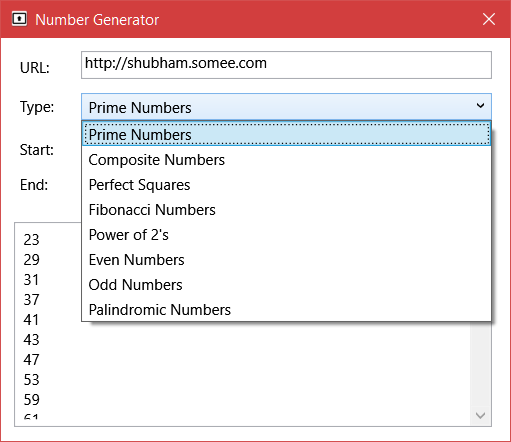 Number Generator
URL:
http://shubham.somee.com
Type:
Prime Numbers
Prime Numbers
Composite Numbers
Perfect Squares
Fibonacci Numbers
Power of 2's
Even Numbers
Odd Numbers
Palindromic Numbers
Start:
End:
23
29
31
37
41
43
47
53
59
61